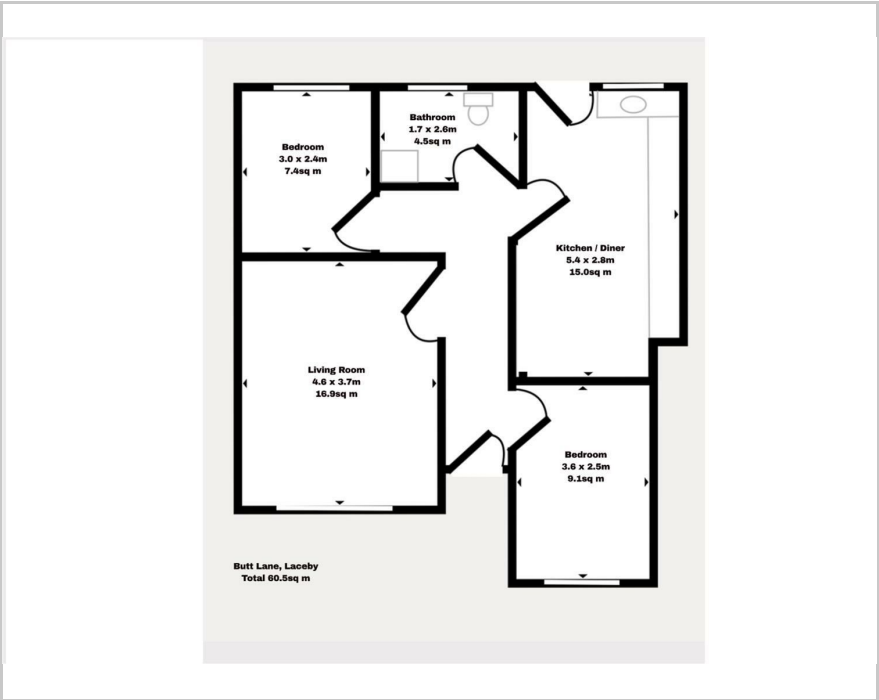 Bedroom
3.0 x 2.4m
7.4sq m
Bathroom
1.7 x 2.6m
4.5sq m
Kitchen / Diner
5.4 x 2.8m
15.0sq m
Living Room
4.6 x 3.7m
16.9sq m
Bedroom
3.6 x 2.5m
9.1sq m
Butt Lane, Laceby
Total 60.5sq m